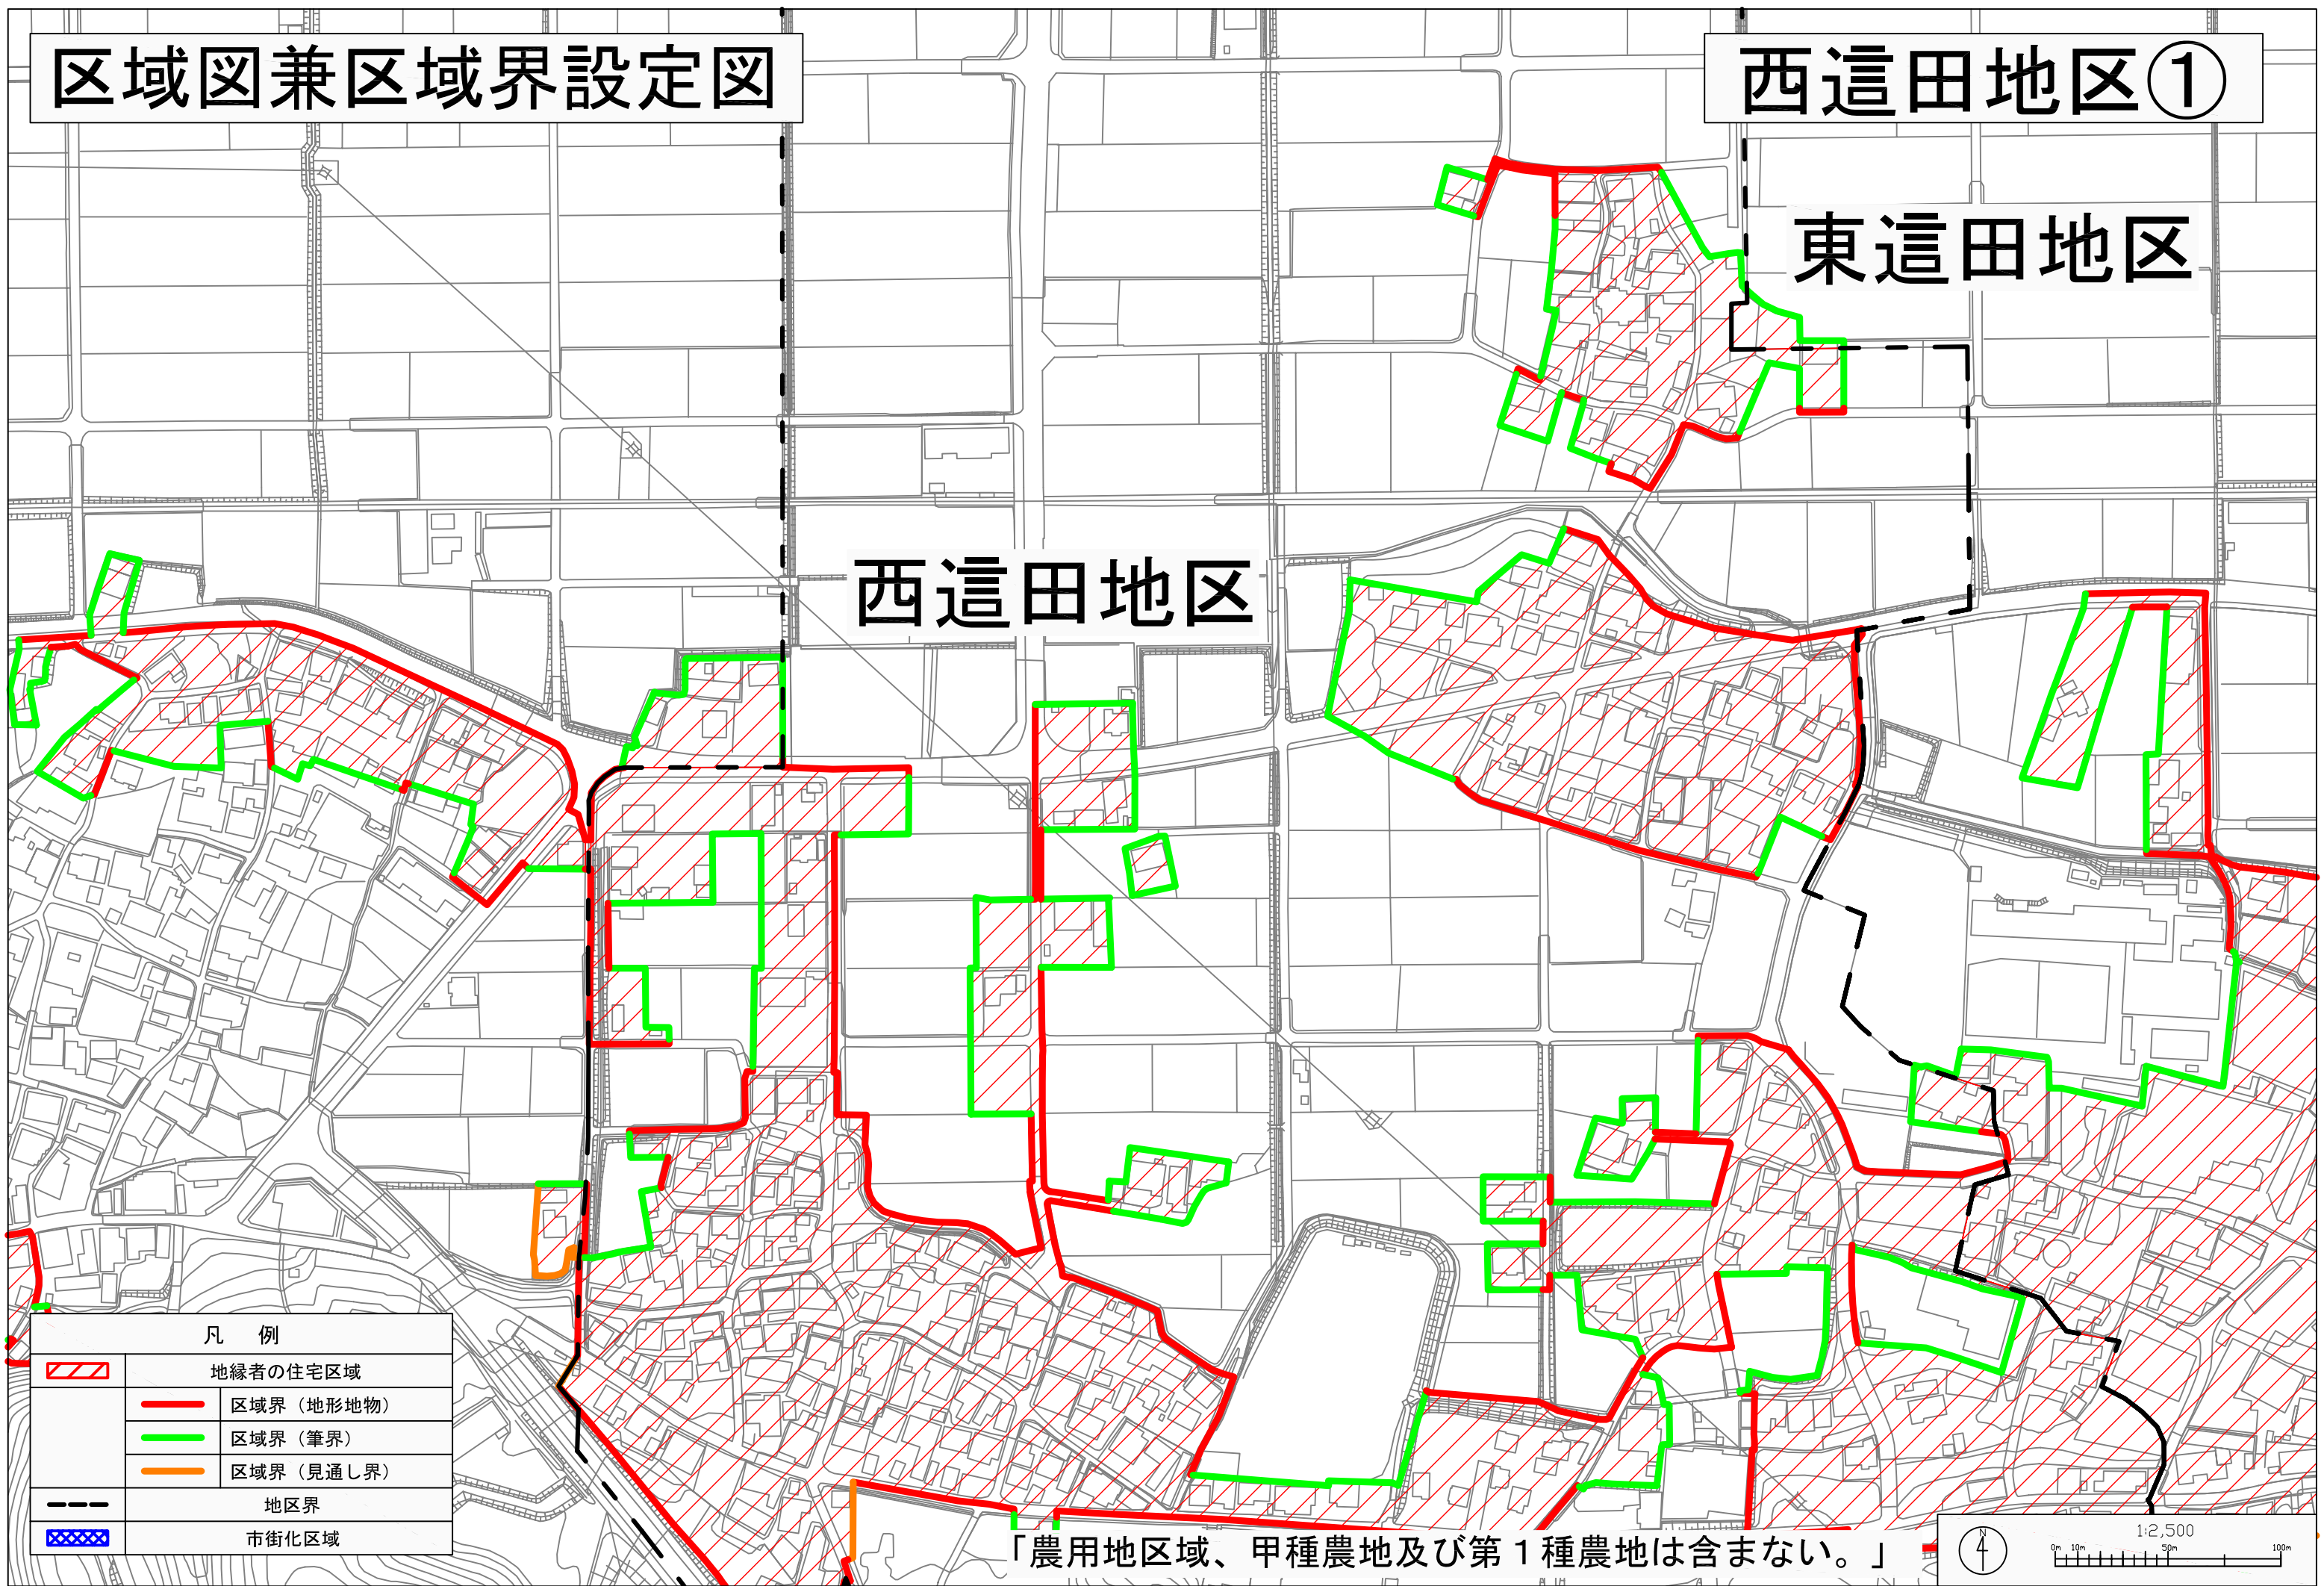 区域図兼区域界設定図
西這田地区①
東這田地区
西這田地区
凡 例
地縁者の住宅区域
区域界（地形地物）
区域界（筆界）
区域界（見通し界）
地区界
市街化区域
「農用地区域、甲種農地及び第１種農地は含まない。」
N
1:2,500
0m 10m 50m 100m